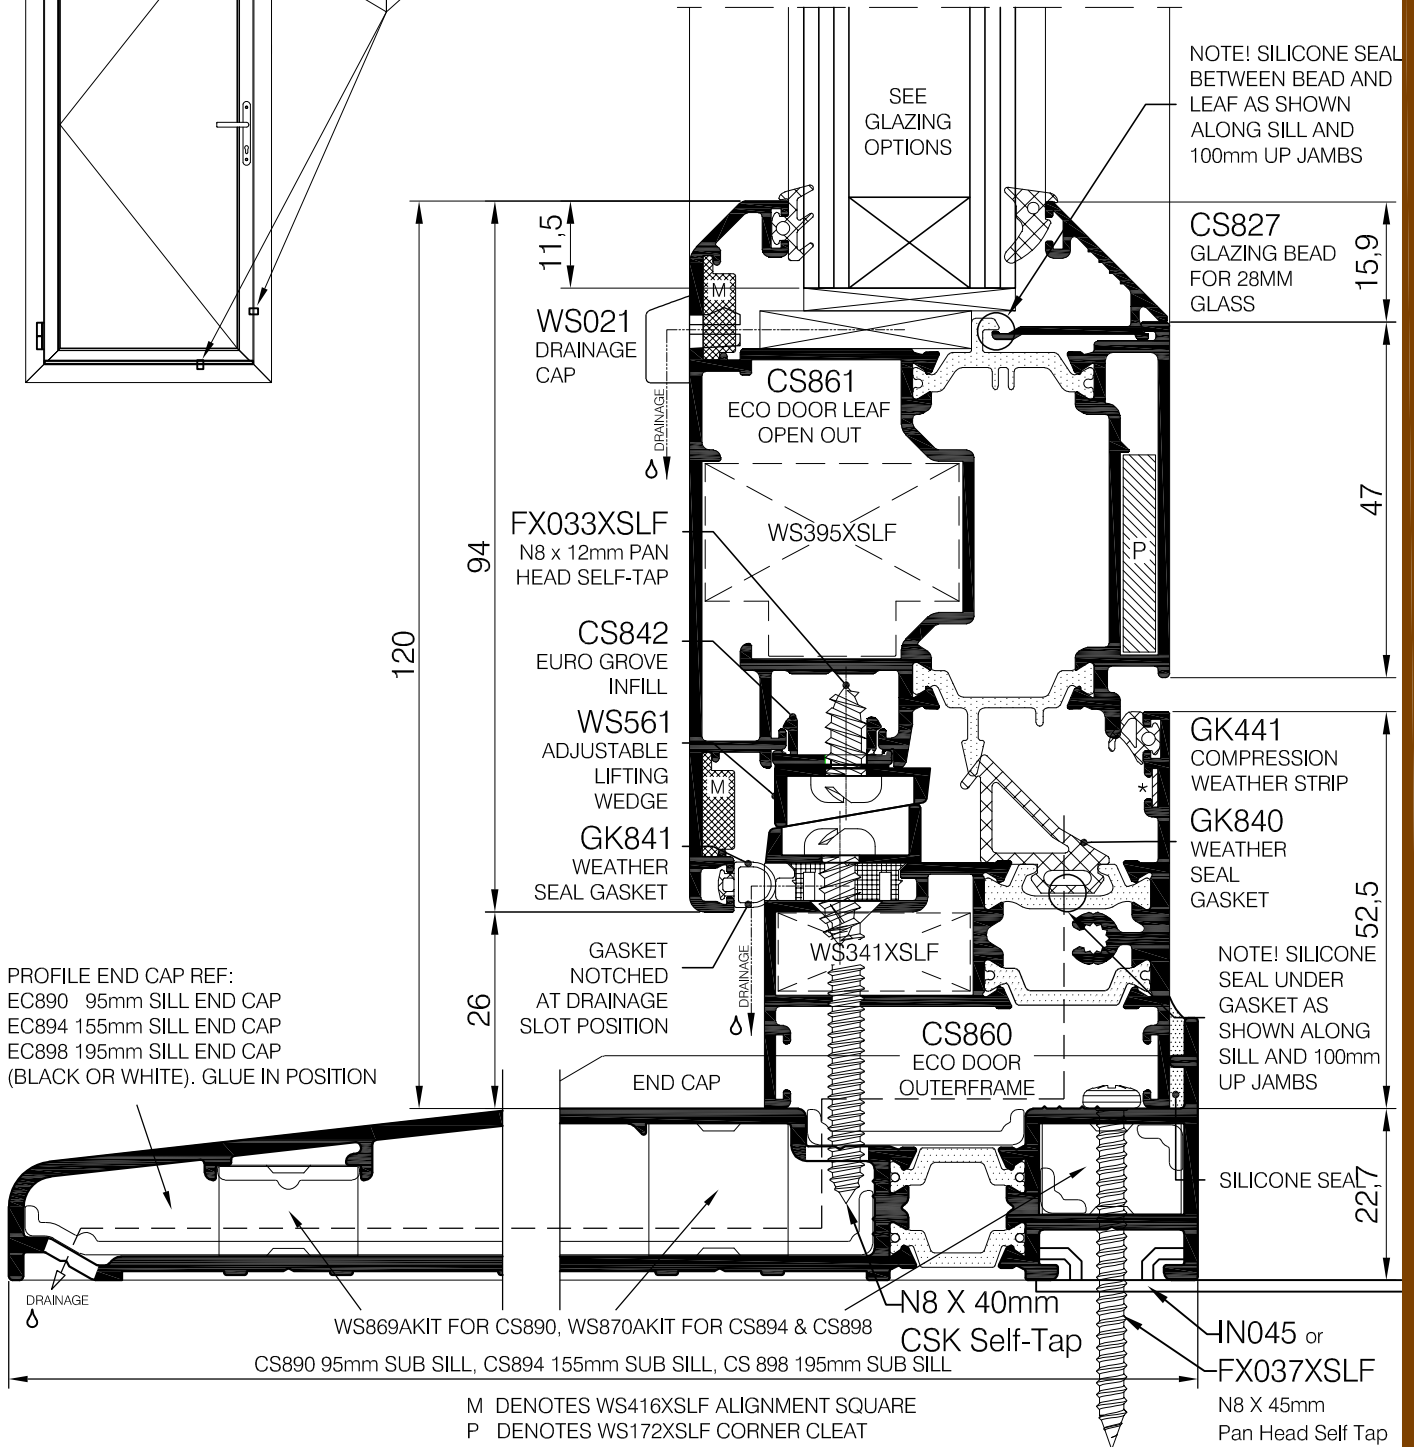 NOTE! SILICONE SEAL
BETWEEN BEAD AND
LEAF AS SHOWN
ALONG SILL AND
100mm UP JAMBS
SEE
GLAZING
OPTIONS
CS827
GLAZING BEAD
FOR 28MM
GLASS
15,9
11,5
M
WS021
DRAINAGE
CAP
DRAINAGE
CS861
ECO DOOR LEAF
OPEN OUT
47
94
120
FX033XSLF
N8 x 12mm PAN
HEAD SELF-TAP
WS395XSLF
P
CS842
EURO GROVE
INFILL
WS561
ADJUSTABLE
LIFTING
WEDGE
M
GK441
COMPRESSION
WEATHER STRIP
*
GK841
WEATHER
SEAL GASKET
GK840
WEATHER
SEAL
GASKET
52,5
GASKET
NOTCHED
AT DRAINAGE
SLOT POSITION
DRAINAGE
WS341XSLF
NOTE! SILICONE
SEAL UNDER
GASKET AS
SHOWN ALONG
SILL AND 100mm
UP JAMBS
26
PROFILE END CAP REF:
EC890 95mm SILL END CAP
EC894 155mm SILL END CAP
EC898 195mm SILL END CAP
(BLACK OR WHITE). GLUE IN POSITION
CS860
ECO DOOR
OUTERFRAME
END CAP
SILICONE SEAL
22,7
DRAINAGE
N8 X 40mm
CSK Self-Tap
WS869AKIT FOR CS890, WS870AKIT FOR CS894 & CS898
CS890 95mm SUB SILL, CS894 155mm SUB SILL, CS 898 195mm SUB SILL
IN045 or
FX037XSLF
N8 X 45mm
Pan Head Self Tap
M DENOTES WS416XSLF ALIGNMENT SQUARE
P DENOTES WS172XSLF CORNER CLEAT